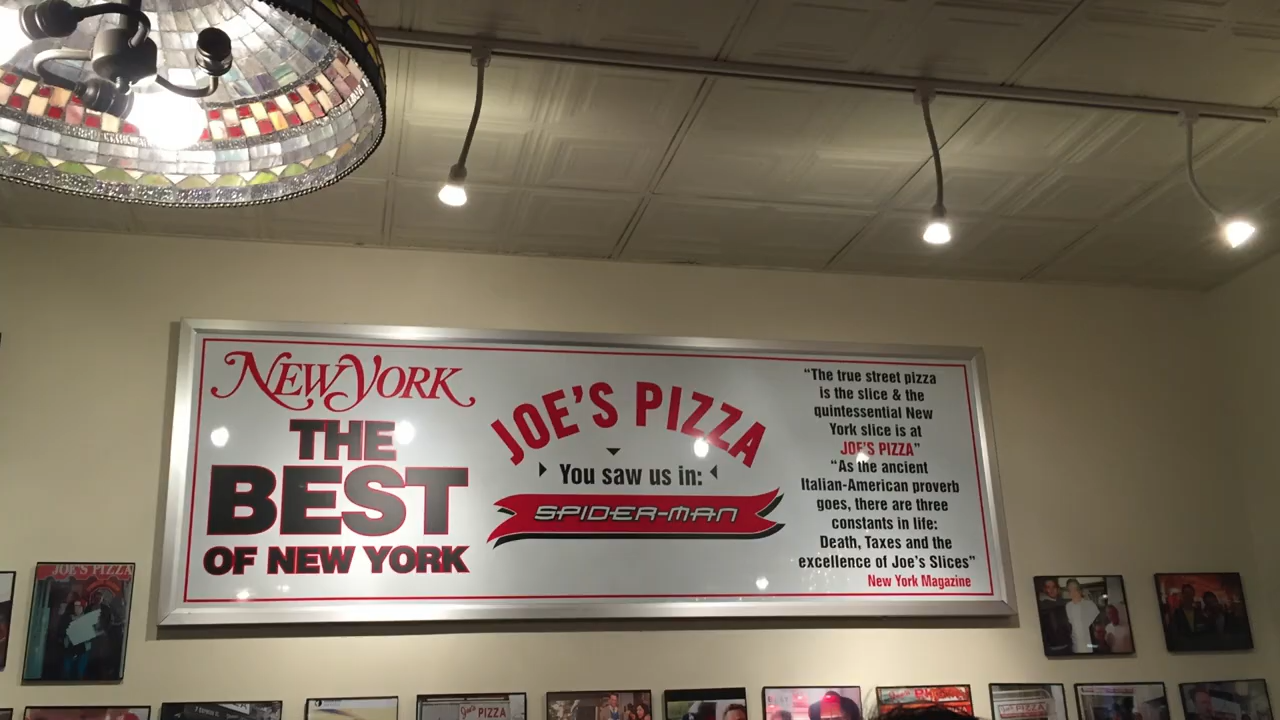 NEW YORK
THE
BEST
OF NEW YORK
JOE'S PIZZA
You saw us in:
SPIDER-MAN
“The true street pizza
is the slice & the
quintessential New
York slice is at
JOE'S PIZZA”
“As the ancient
Italian-American proverb
goes, there are three
constants in life:
Death, Taxes and the
excellence of Joe's Slices”
New York Magazine
JOE'S PIZZA
Joe's PIZZA